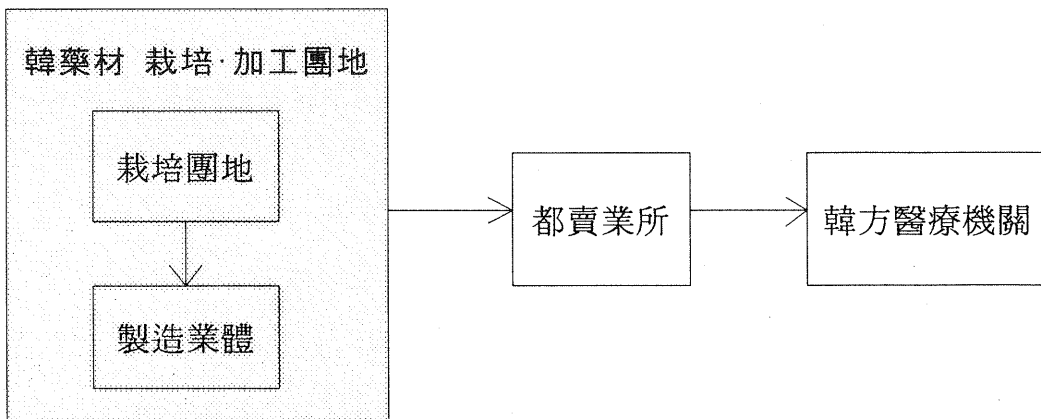 韓藥材 栽培·加工團地
栽培團地
製造業體
都賣業所
韓方醫療機關